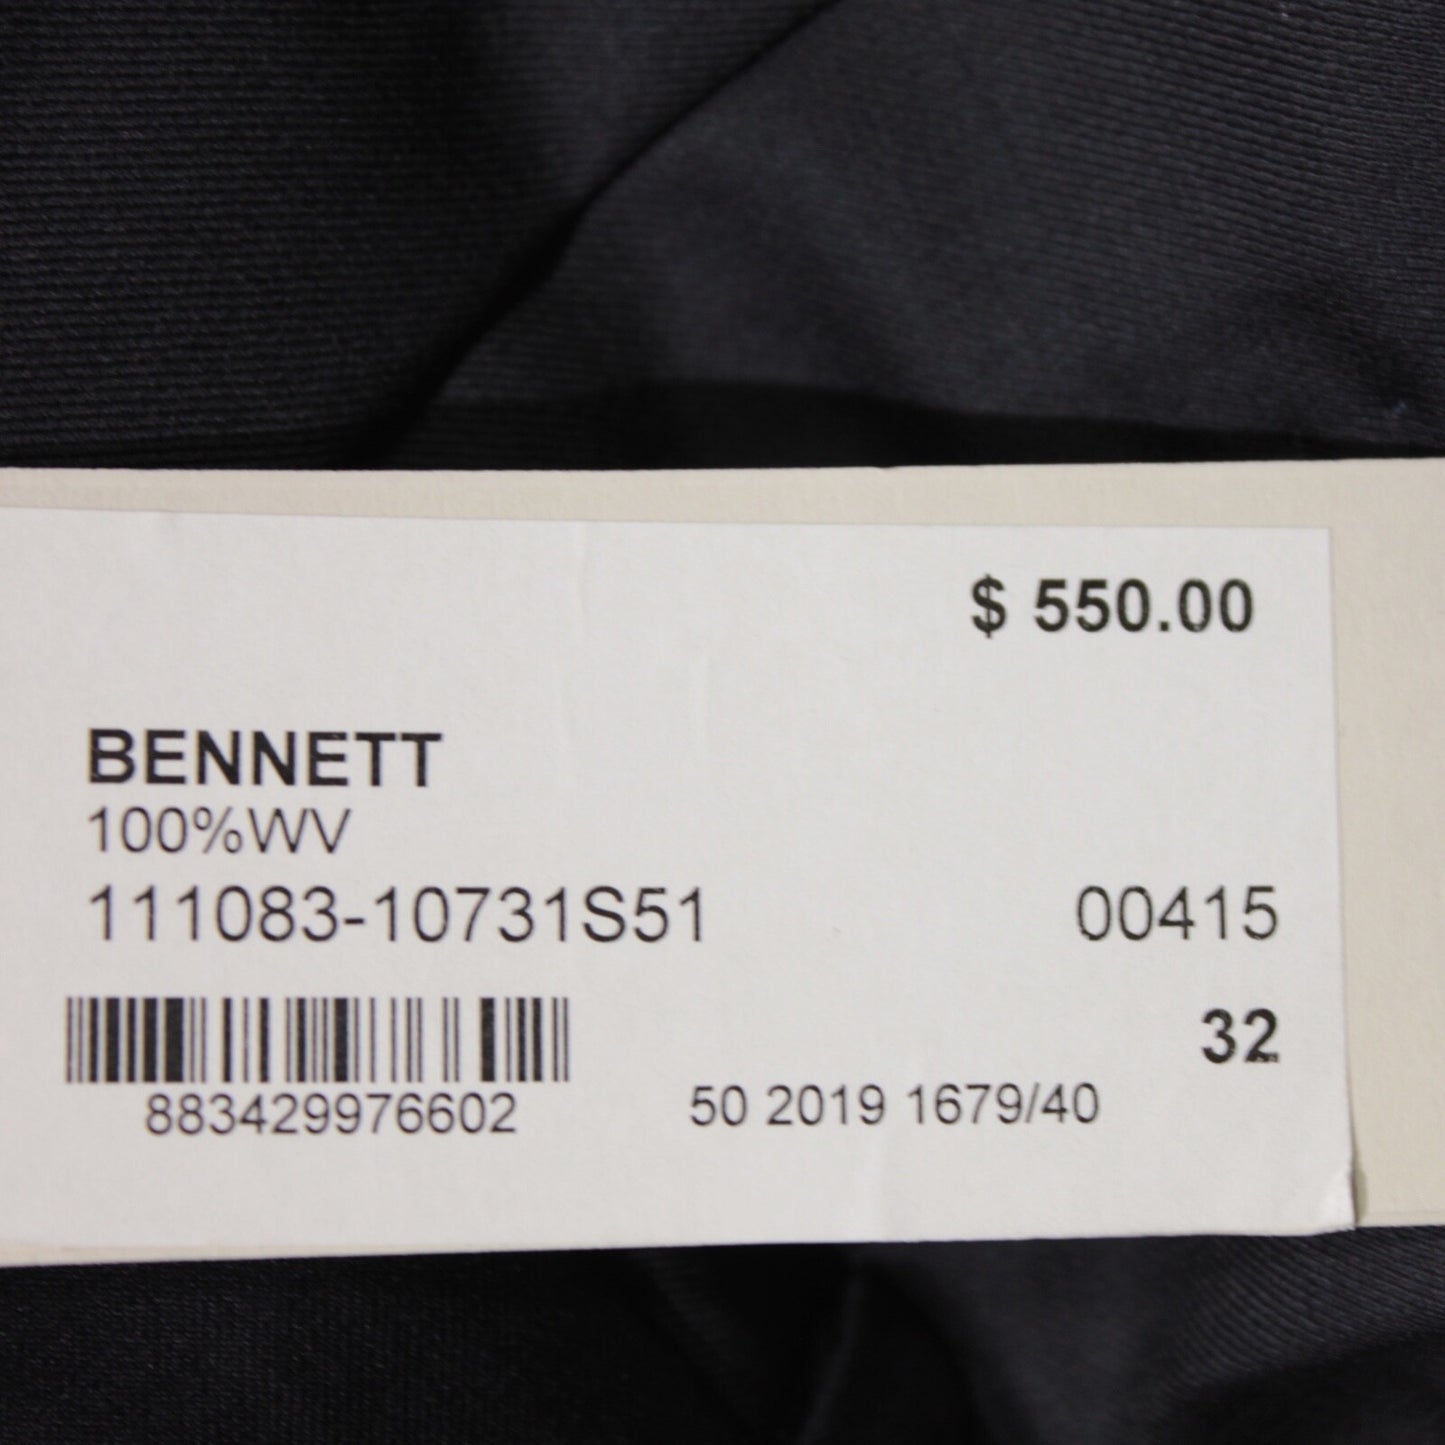 $ 550.00
BENNETT
100%WV
111083-10731S51 00415
32
883429976602 50 2019 1679/40